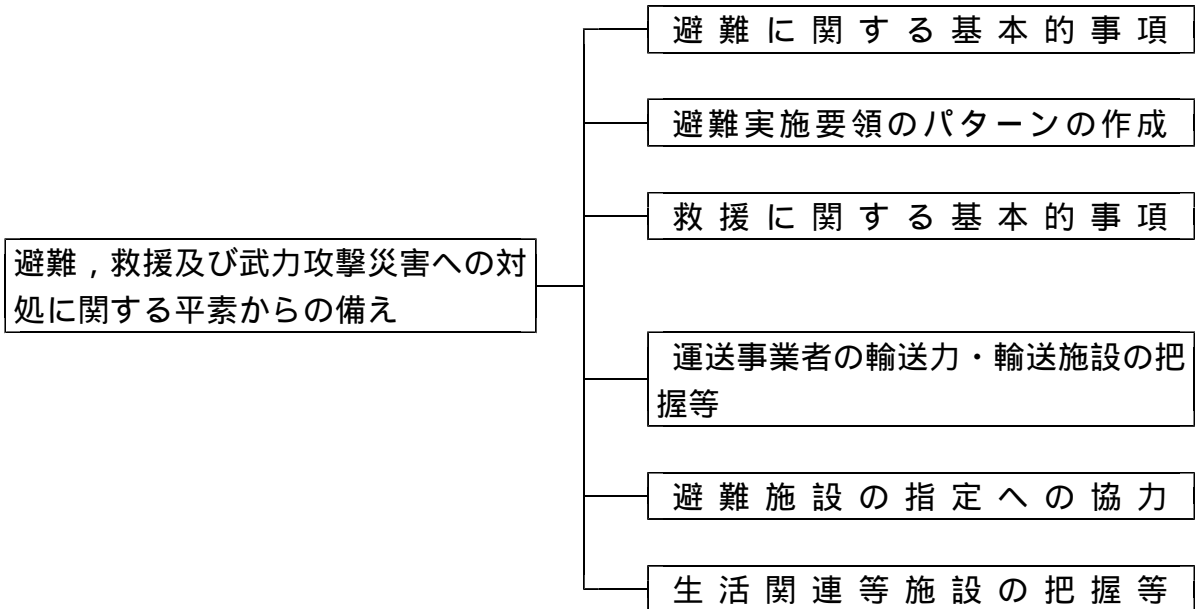 避難に関する基本的事項
避難実施要領のパターンの作成
救援に関する基本的事項
避難，救援及び武力攻撃災害への対
処に関する平素からの備え
運送事業者の輸送力・輸送施設の把
握等
避難施設の指定への協力
生活関連等施設の把握等